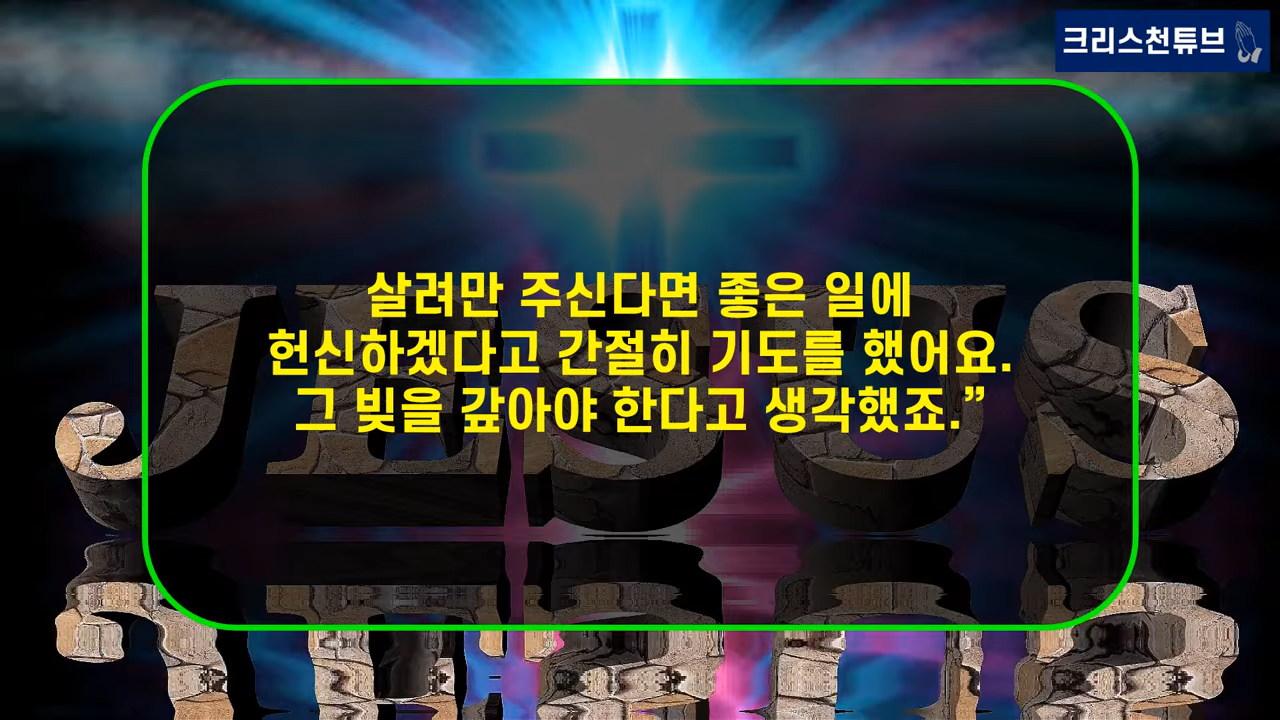 크리스천튜브
살려만 주신다면 좋은 일에
헌신하겠다고 간절히 기도를 했어요.
그 빚을 갚아야 한다고 생각했죠.”
JESUS